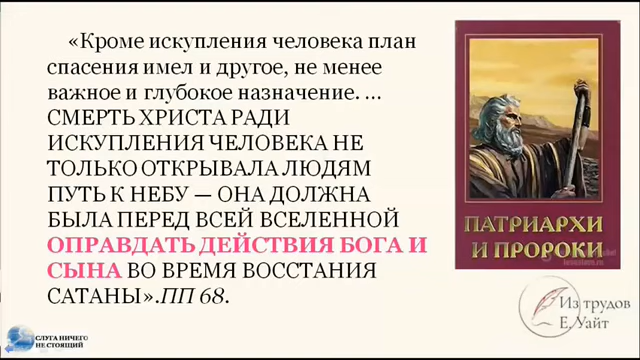 «Кроме искупления человека план
спасения имел и другое, не менее
важное и глубокое назначение. ...
СМЕРТЬ ХРИСТА РАДИ
ИСКУПЛЕНИЯ ЧЕЛОВЕКА НЕ
ТОЛЬКО ОТКРЫВАЛА ЛЮДЯМ
ПУТЬ К НЕБУ — ОНА ДОЛЖНА
БЫЛА ПЕРЕД ВСЕЙ ВСЕЛЕННОЙ
ОПРАВДАТЬ ДЕЙСТВИЯ БОГА И
СЫНА ВО ВРЕМЯ ВОССТАНИЯ
САТАНЫ».ПП 68.
ПАТРИАРХИ
И ПРОРОКИ
Из трудов
Е. Уайт
СЛУГА НИЧЕГО
НЕ СТОЯЩИЙ